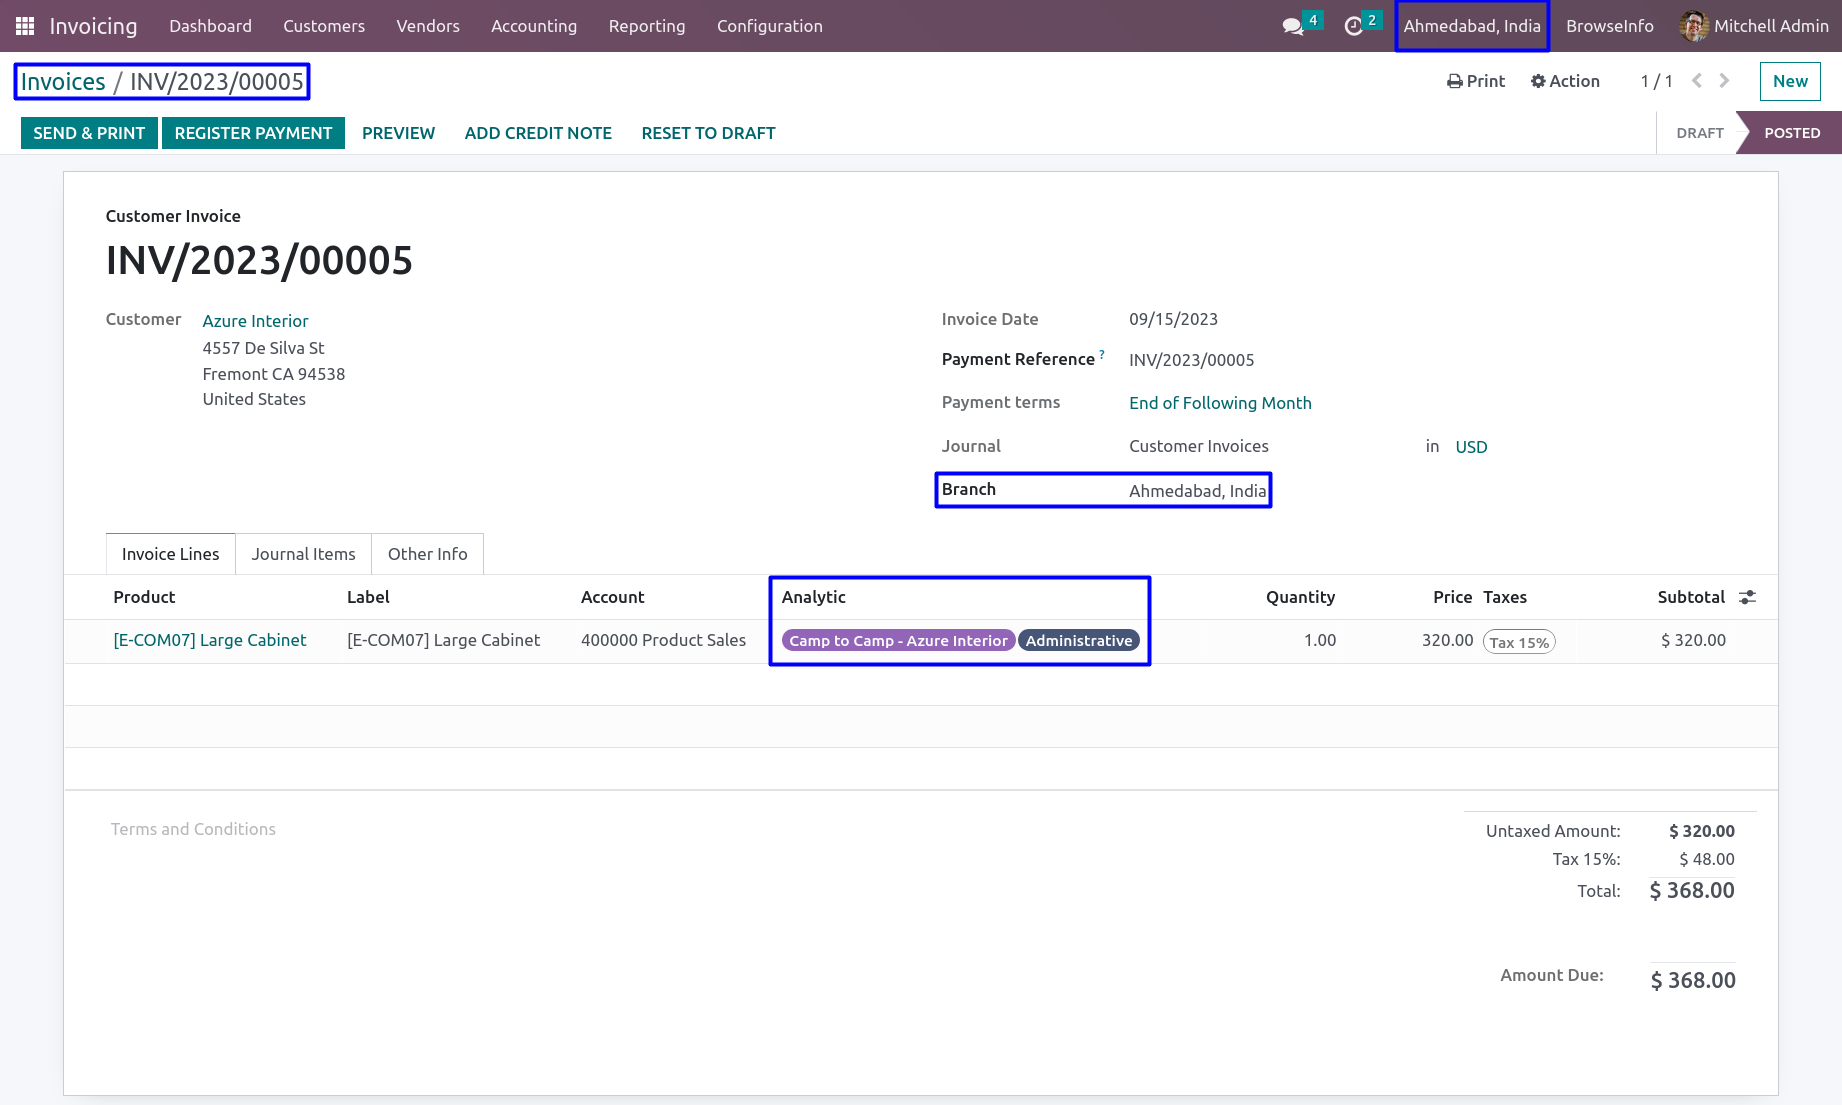 Invoicing Dashboard Customers Vendors Accounting Reporting Configuration 4 2 Ahmedabad, India BrowseInfo Mitchell Admin
Invoices / INV/2023/00005 Print Action 1 / 1 New
SEND & PRINT REGISTER PAYMENT PREVIEW ADD CREDIT NOTE RESET TO DRAFT DRAFT POSTED
Customer Invoice
INV/2023/00005
Customer Azure Interior Invoice Date 09/15/2023
4557 De Silva St
Payment Reference ? INV/2023/00005
Fremont CA 94538
United States Payment terms End of Following Month
Journal Customer Invoices in USD
Branch Ahmedabad, India
Invoice Lines Journal Items Other Info
Product Label Account Analytic Quantity Price Taxes Subtotal
[E-COM07] Large Cabinet [E-COM07] Large Cabinet 400000 Product Sales Camp to Camp - Azure Interior Administrative 1.00 320.00 Tax 15% $ 320.00
Terms and Conditions Untaxed Amount: $ 320.00
Tax 15%: $ 48.00
Total: $ 368.00
Amount Due: $ 368.00